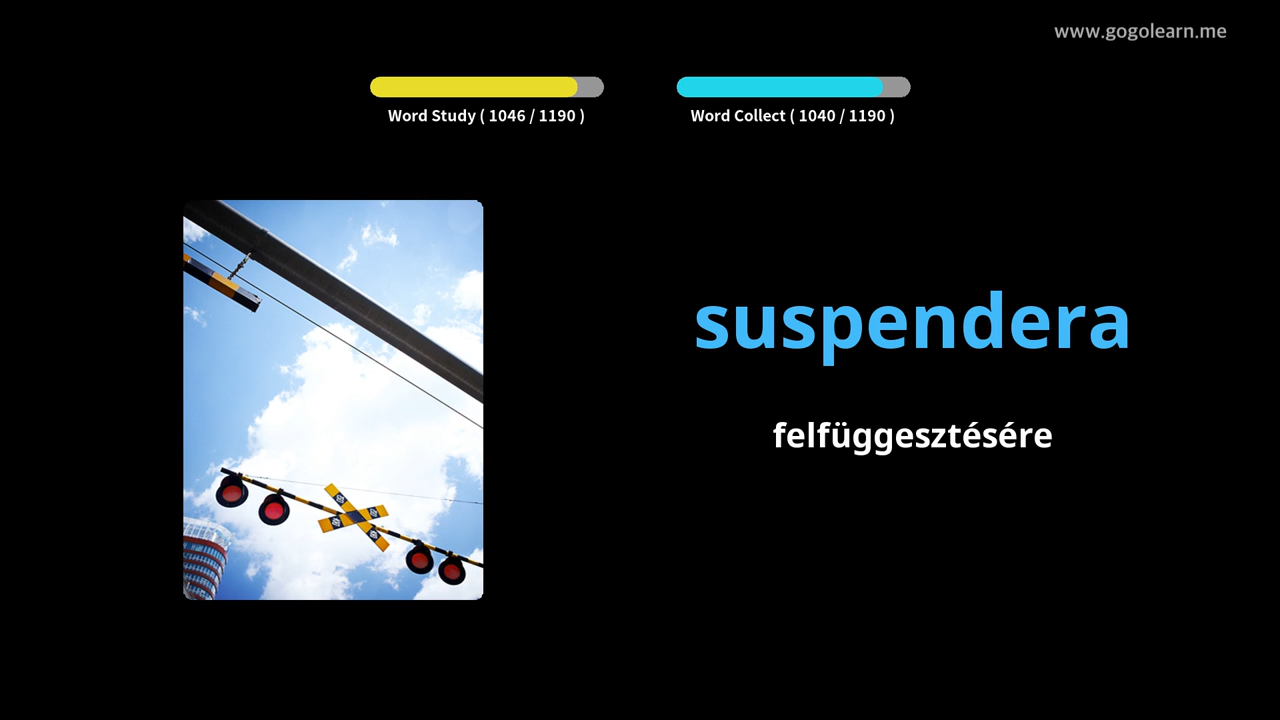 www.gogolearn.me
Word Study ( 1046 / 1190 )
Word Collect ( 1040 / 1190 )
suspendera
felfüggesztésére